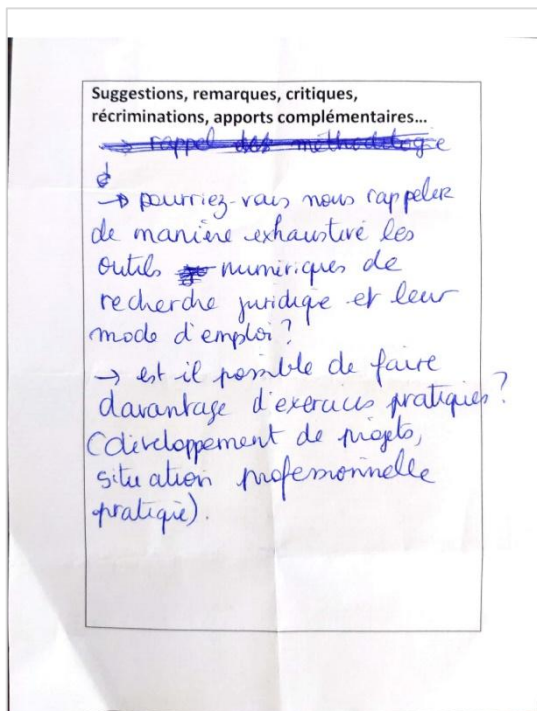 Suggestions, remarques, critiques,
récriminations, apports complémentaires...
→ rappel des méthodologie
→ pourriez-vous nous rappeler
de manière exhaustive les
outils numériques de
recherche juridique et leur
mode d'emploi ?
→ est il possible de faire
davantage d'exercices pratiques ?
(développement de projets,
situation professionnelle
pratique).